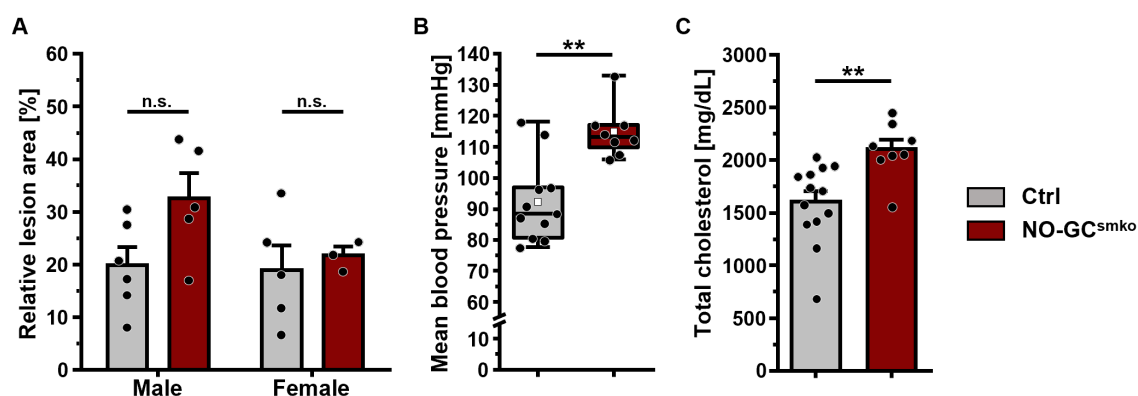 A
Relative lesion area [%]
60
50
40
30
20
10
0
n.s.
n.s.
Male
Female
B
Mean blood pressure [mmHg]
140
130
120
110
100
90
80
70
60
10
0
**
C
Total cholesterol [mg/dL]
3000
2500
2000
1500
1000
500
0
**
Ctrl
NO-GCsmko